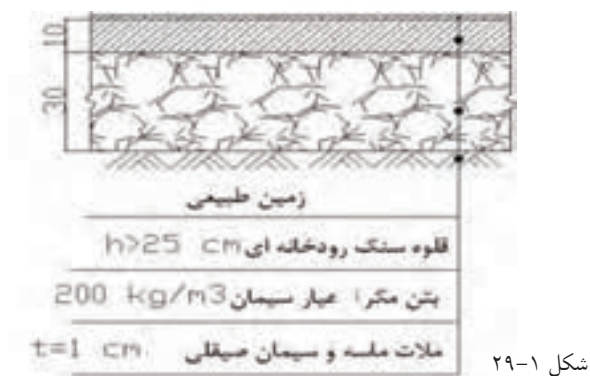 10
30
زمین طبیعی
قلوه سنگ رودخانه ای h>25 cm
بتن مگر؛ عیار سیمان 200 kg/m3
ملات ماسه و سیمان صیقلی t=1 cm
شکل ۱-۲۹